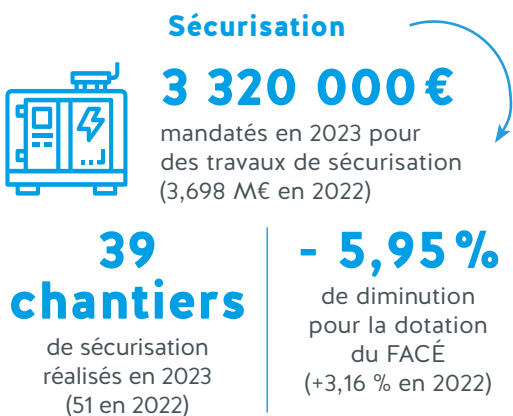 Sécurisation
3 320 000 €
mandatés en 2023 pour
des travaux de sécurisation
(3,698 M€ en 2022)
39
chantiers
de sécurisation
réalisés en 2023
(51 en 2022)
- 5,95 %
de diminution
pour la dotation
du FACÉ
(+3,16 % en 2022)